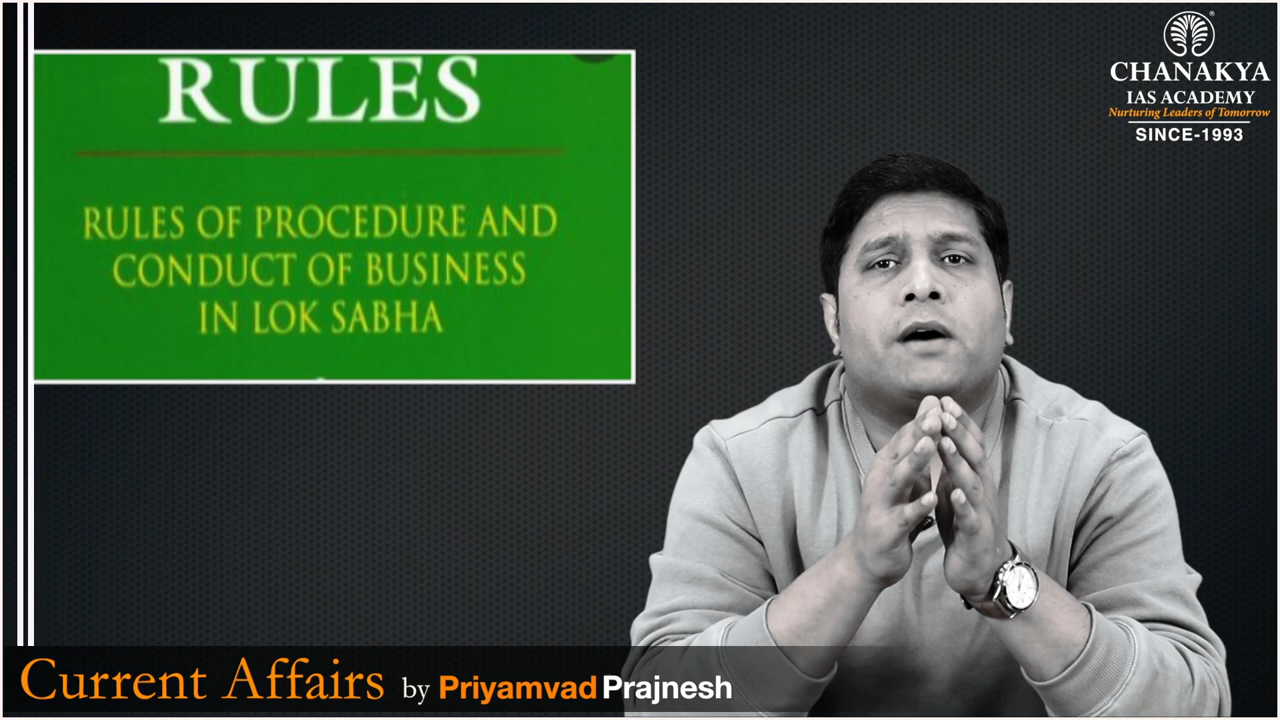 RULES
RULES OF PROCEDURE AND
CONDUCT OF BUSINESS
IN LOK SABHA
CHANAKYA
IAS ACADEMY
Nurturing Leaders of Tomorrow
SINCE-1993
Current Affairs by Priyamvad Prajnesh